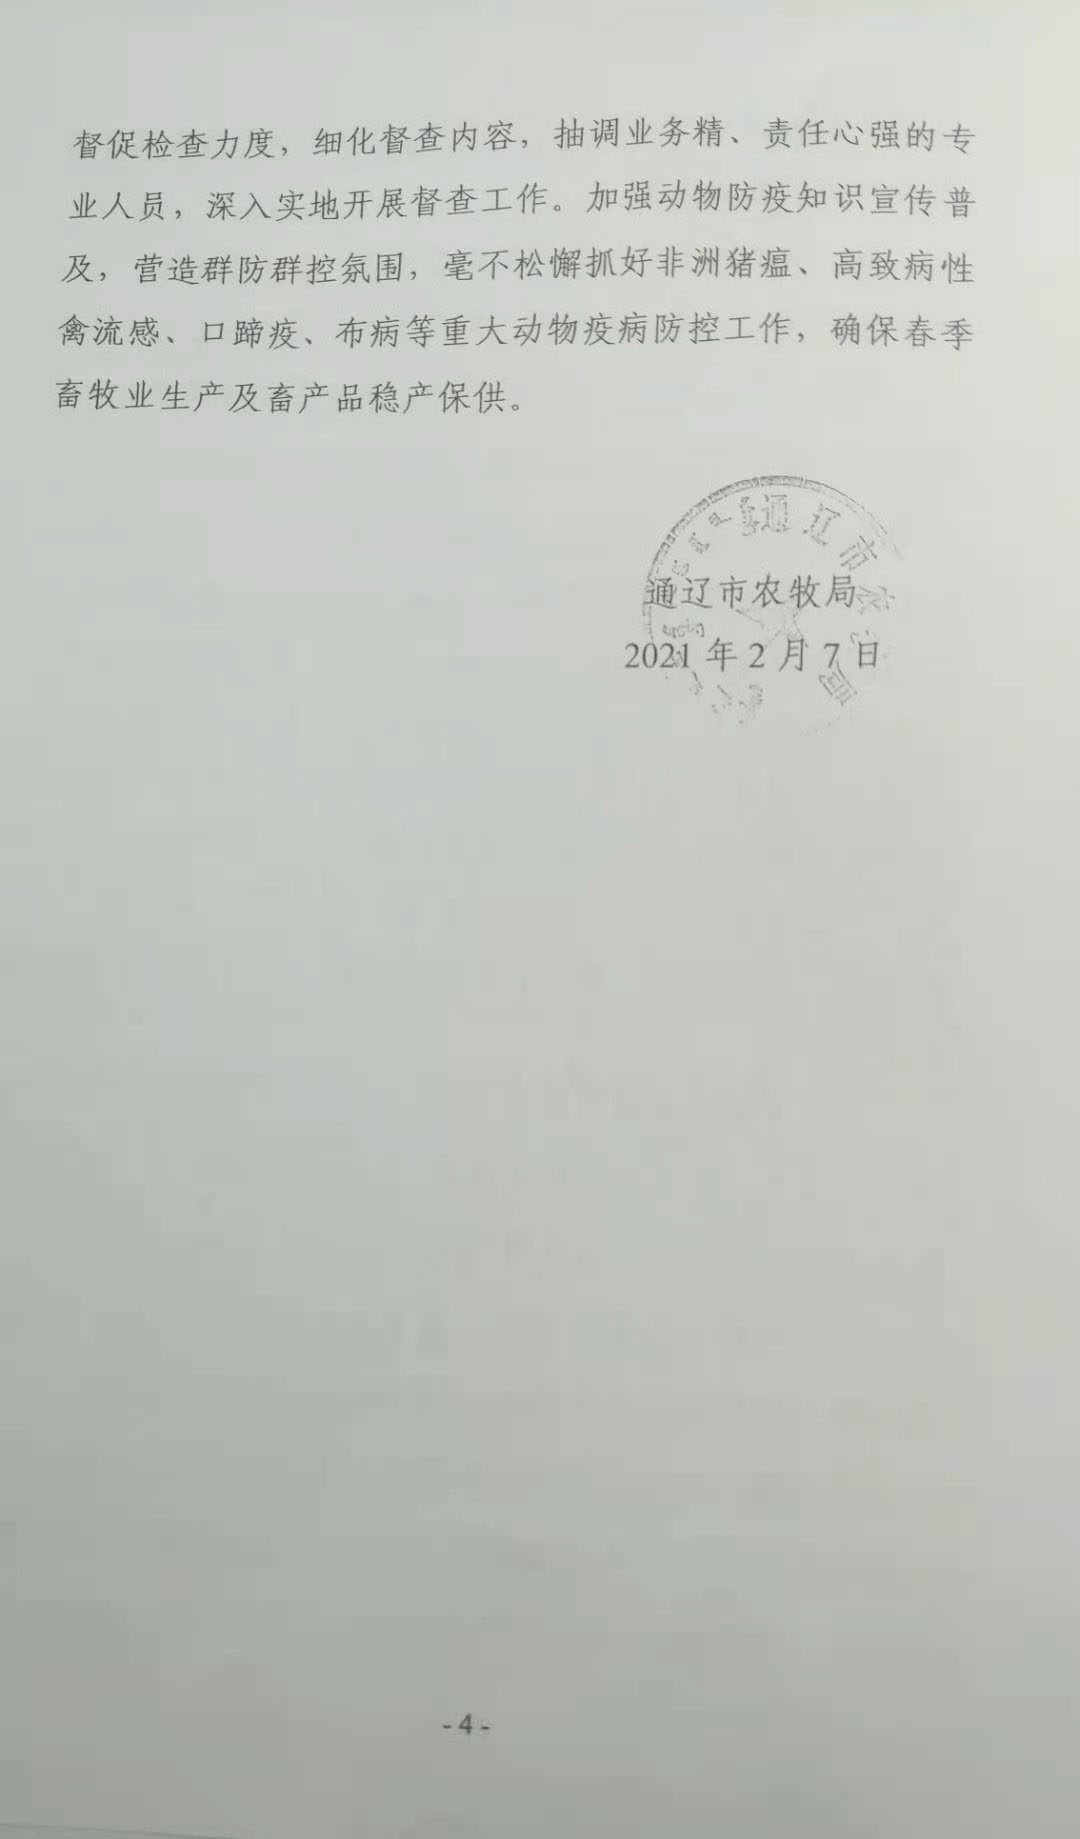 督促检查力度，细化督查内容，抽调业务精、责任心强的专
业人员，深入实地开展督查工作。加强动物防疫知识宣传普
及，营造群防群控氛围，毫不松懈抓好非洲猪瘟、高致病性
禽流感、口蹄疫、布病等重大动物疫病防控工作，确保春季
畜牧业生产及畜产品稳产保供。
通辽市农
局
通辽市农牧局
2021 年 2 月 7 日
- 4 -